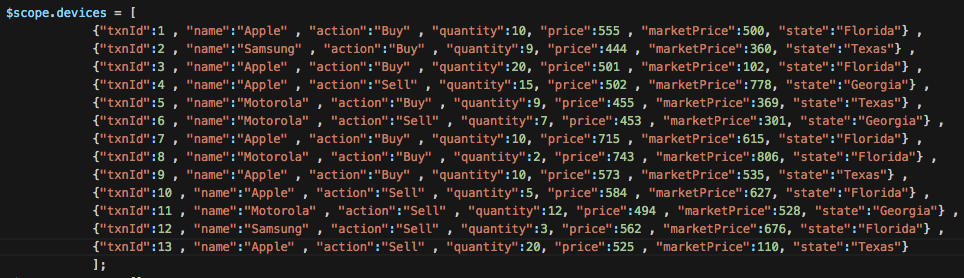 $scope.devices = [
{"txnId":1 , "name":"Apple" , "action":"Buy" , "quantity":10, "price":555 , "marketPrice":500, "state":"Florida"} ,
{"txnId":2 , "name":"Samsung" , "action":"Buy" , "quantity":9, "price":444 , "marketPrice":360, "state":"Texas"} ,
{"txnId":3 , "name":"Apple" , "action":"Buy" , "quantity":20, "price":501 , "marketPrice":102, "state":"Florida"} ,
{"txnId":4 , "name":"Apple" , "action":"Sell" , "quantity":15, "price":502 , "marketPrice":778, "state":"Georgia"} ,
{"txnId":5 , "name":"Motorola" , "action":"Buy" , "quantity":9, "price":455 , "marketPrice":369, "state":"Texas"} ,
{"txnId":6 , "name":"Motorola" , "action":"Sell" , "quantity":7, "price":453 , "marketPrice":301, "state":"Georgia"} ,
{"txnId":7 , "name":"Apple" , "action":"Buy" , "quantity":10, "price":715 , "marketPrice":615, "state":"Florida"} ,
{"txnId":8 , "name":"Motorola" , "action":"Buy" , "quantity":2, "price":743 , "marketPrice":806, "state":"Florida"} ,
{"txnId":9 , "name":"Apple" , "action":"Buy" , "quantity":10, "price":573 , "marketPrice":535, "state":"Texas"} ,
{"txnId":10 , "name":"Apple" , "action":"Sell" , "quantity":5, "price":584 , "marketPrice":627, "state":"Florida"} ,
{"txnId":11 , "name":"Motorola" , "action":"Sell" , "quantity":12, "price":494 , "marketPrice":528, "state":"Georgia"} ,
{"txnId":12 , "name":"Samsung" , "action":"Sell" , "quantity":3, "price":562 , "marketPrice":676, "state":"Florida"} ,
{"txnId":13 , "name":"Apple" , "action":"Sell" , "quantity":20, "price":525 , "marketPrice":110, "state":"Texas"}
];